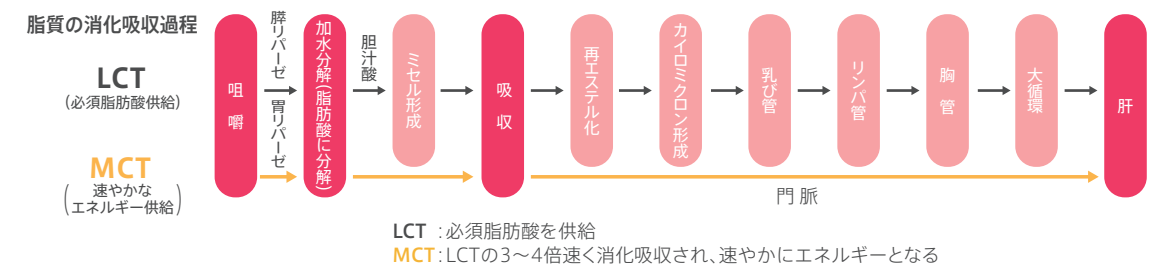 脂質の消化吸収過程
LCT
(必須脂肪酸供給)
MCT
(速やかな
エネルギー供給)
咀嚼
膵リパーゼ
胃リパーゼ
加水分解(脂肪酸に分解)
胆汁酸
ミセル形成
吸収
再エステル化
カイロミクロン形成
乳び管
リンパ管
胸管
大循環
肝
門脈
LCT:必須脂肪酸を供給
MCT:LCTの3〜4倍速く消化吸収され、速やかにエネルギーとなる